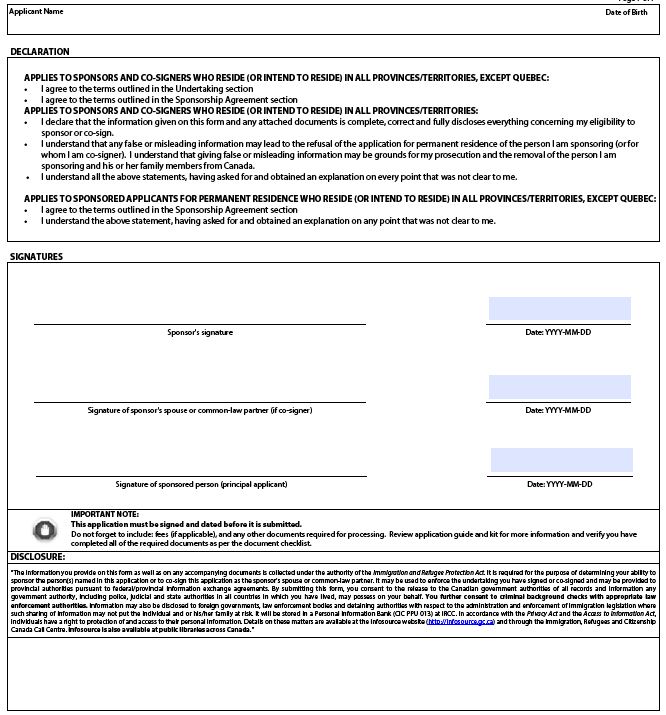 Applicant Name
Date of Birth
DECLARATION
APPLIES TO SPONSORS AND CO-SIGNERS WHO RESIDE (OR INTEND TO RESIDE) IN ALL PROVINCES/TERRITORIES, EXCEPT QUEBEC:
• I agree to the terms outlined in the Undertaking section
• I agree to the terms outlined in the Sponsorship Agreement section
APPLIES TO SPONSORS AND CO-SIGNERS WHO RESIDE (OR INTEND TO RESIDE) IN ALL PROVINCES/TERRITORIES:
• I declare that the information given on this form and any attached documents is complete, correct and fully discloses everything concerning my eligibility to
sponsor or co-sign.
• I understand that any false or misleading information may lead to the refusal of the application for permanent residence of the person I am sponsoring (or for
whom I am co-signer). I understand that giving false or misleading information may be grounds for my prosecution and the removal of the person I am
sponsoring and his or her family members from Canada.
• I understand all the above statements, having asked for and obtained an explanation on every point that was not clear to me.
APPLIES TO SPONSORED APPLICANTS FOR PERMANENT RESIDENCE WHO RESIDE (OR INTEND TO RESIDE) IN ALL PROVINCES/TERRITORIES, EXCEPT QUEBEC:
• I agree to the terms outlined in the Sponsorship Agreement section
• I understand the above statement, having asked for and obtained an explanation on any point that was not clear to me.
SIGNATURES
Sponsor's signature
Date: YYYY-MM-DD
Signature of sponsor's spouse or common-law partner (if co-signer)
Date: YYYY-MM-DD
Signature of sponsored person (principal applicant)
Date: YYYY-MM-DD
IMPORTANT NOTE:
This application must be signed and dated before it is submitted.
Do not forget to include: fees (if applicable), and any other documents required for processing. Review application guide and kit for more information and verify you have
completed all of the required documents as per the document checklist.
DISCLOSURE:
"The information you provide on this form as well as on any accompanying documents is collected under the authority of the Immigration and Refugee Protection Act. It is required for the purpose of determining your ability to
sponsor the person(s) named in this application or to co-sign this application as the sponsor's spouse or common-law partner. It may be used to enforce the undertaking you have signed or co-signed and may be provided to
provincial authorities pursuant to federal/provincial information exchange agreements. By submitting this form, you consent to the release to the Canadian government authorities of all records and information any
government authority, including police, judicial and state authorities in all countries in which you have lived, may possess on your behalf. You further consent to criminal background checks with appropriate law
enforcement authorities. Information may also be disclosed to foreign governments, law enforcement bodies and detaining authorities with respect to the administration and enforcement of immigration legislation where
such sharing of information may not put the individual and or his/her family at risk. It will be stored in a Personal Information Bank (CIC PPU 013) at IRCC. In accordance with the Privacy Act and the Access to Information Act,
individuals have a right to protection of and access to their personal information. Details on these matters are available at the Infosource website (http://infosource.gc.ca) and through the Immigration, Refugees and Citizenship
Canada Call Centre. Infosource is also available at public libraries across Canada."